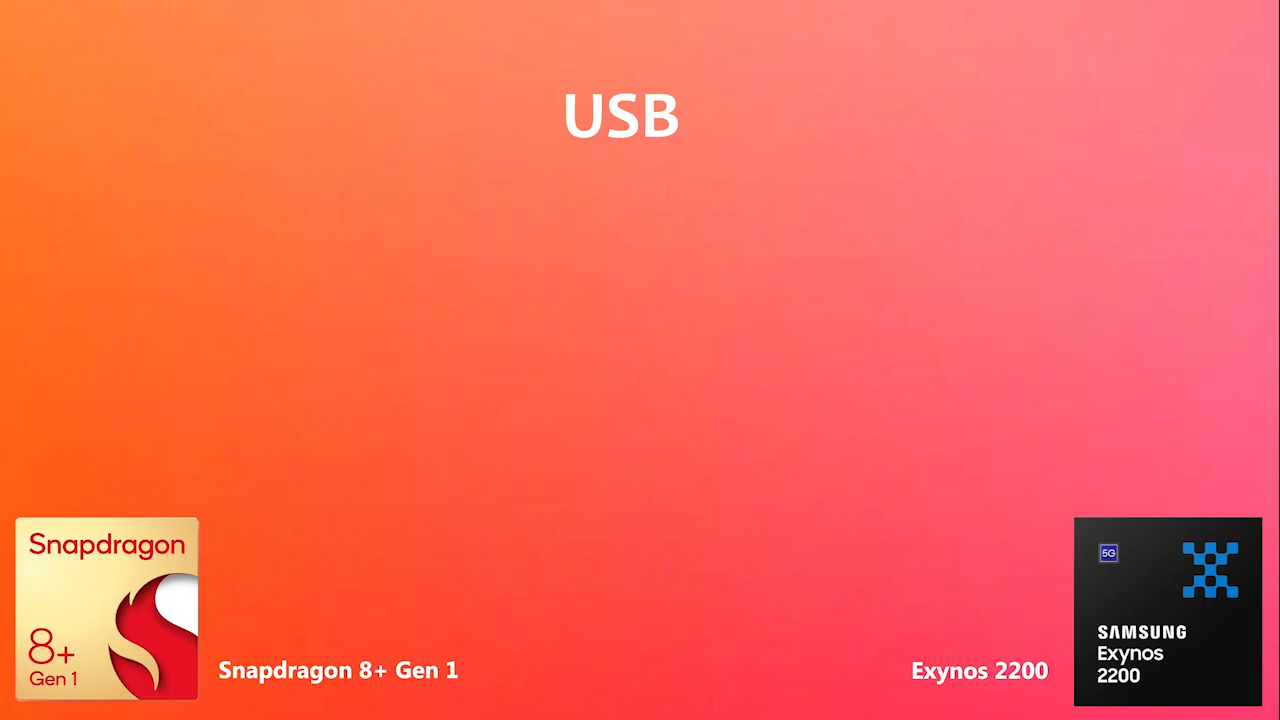 USB
Snapdragon
8+
Gen 1
Snapdragon 8+ Gen 1
Exynos 2200
5G
SAMSUNG
Exynos
2200